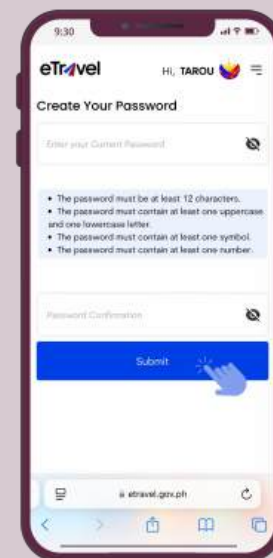 9:30
eTravel
HI, TAROU
Create Your Password
Enter your Current Password
• The password must be at least 12 characters.
• The password must contain at least one uppercase
and one lowercase letter.
• The password must contain at least one symbol.
• The password must contain at least one number.
Password Confirmation
Submit
etravel.gov.ph